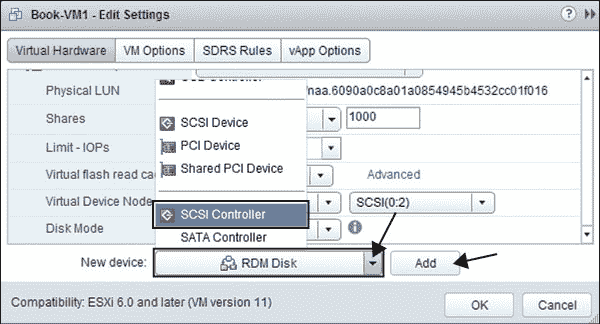 Book-VM1 - Edit Settings
Virtual Hardware VM Options SDRS Rules vApp Options
Physical LUN /naa.6090a0c8a01a0854945b4532cc01f016
Shares 1000
SCSI Device
Limit - IOPs
PCI Device
Virtual flash read cac Shared PCI Device Advanced
Virtual Device Node SCSI(0:2)
SCSI Controller
Disk Mode SATA Controller
New device: RDM Disk Add
Compatibility: ESXi 6.0 and later (VM version 11) OK Cancel